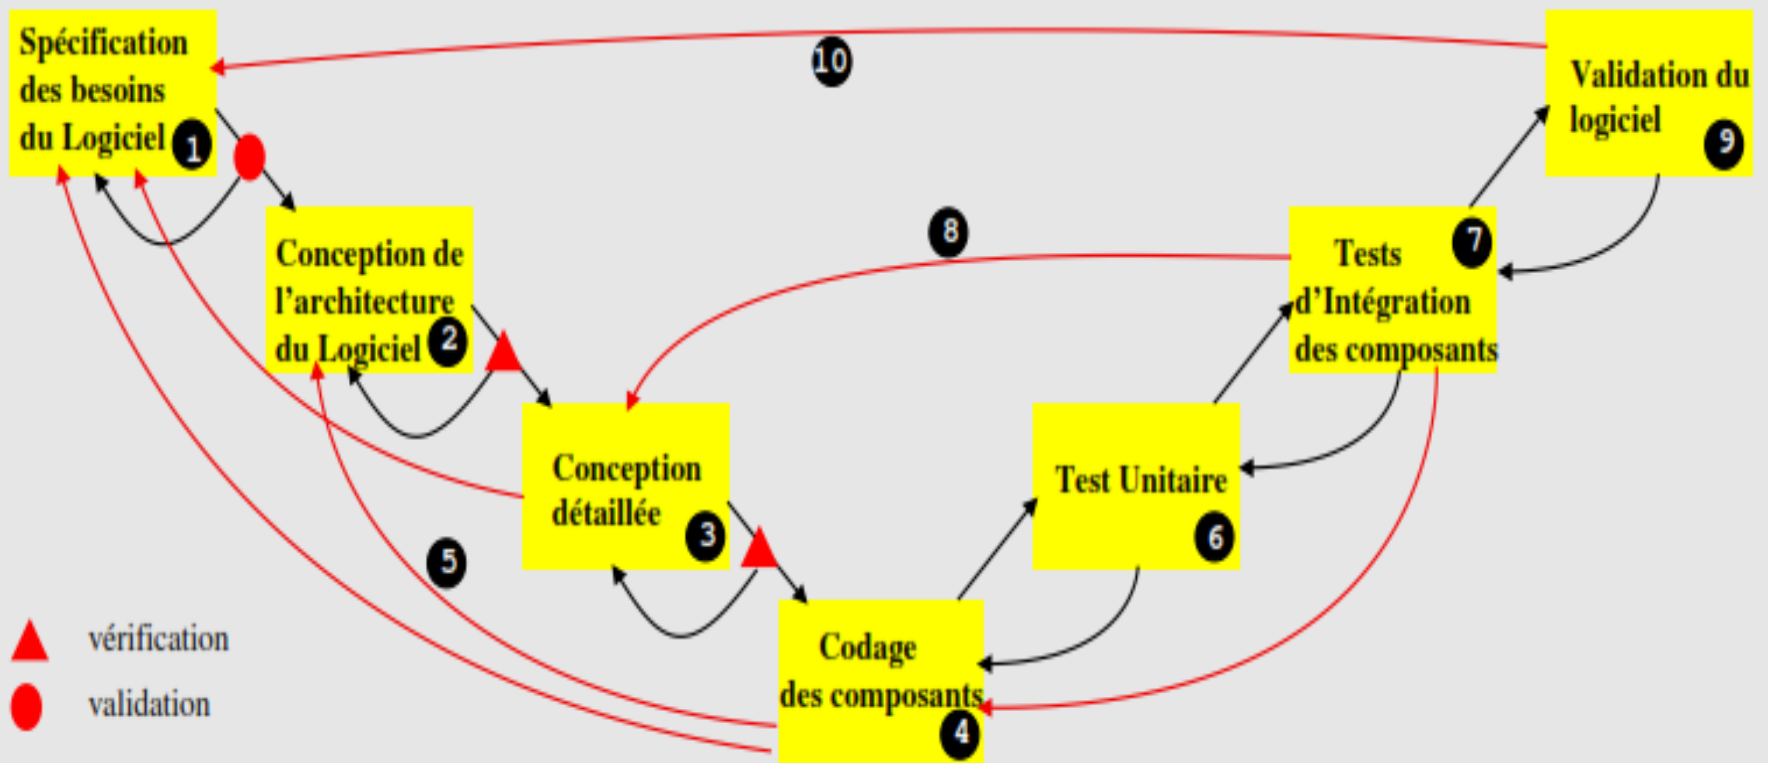 Spécification
des besoins
du Logiciel
1
10
Validation du
logiciel
9
Conception de
l’architecture
du Logiciel
2
8
7
Tests
d’Intégration
des composants
Conception
détaillée
3
Test Unitaire
6
5
Codage
des composants
4
vérification
validation